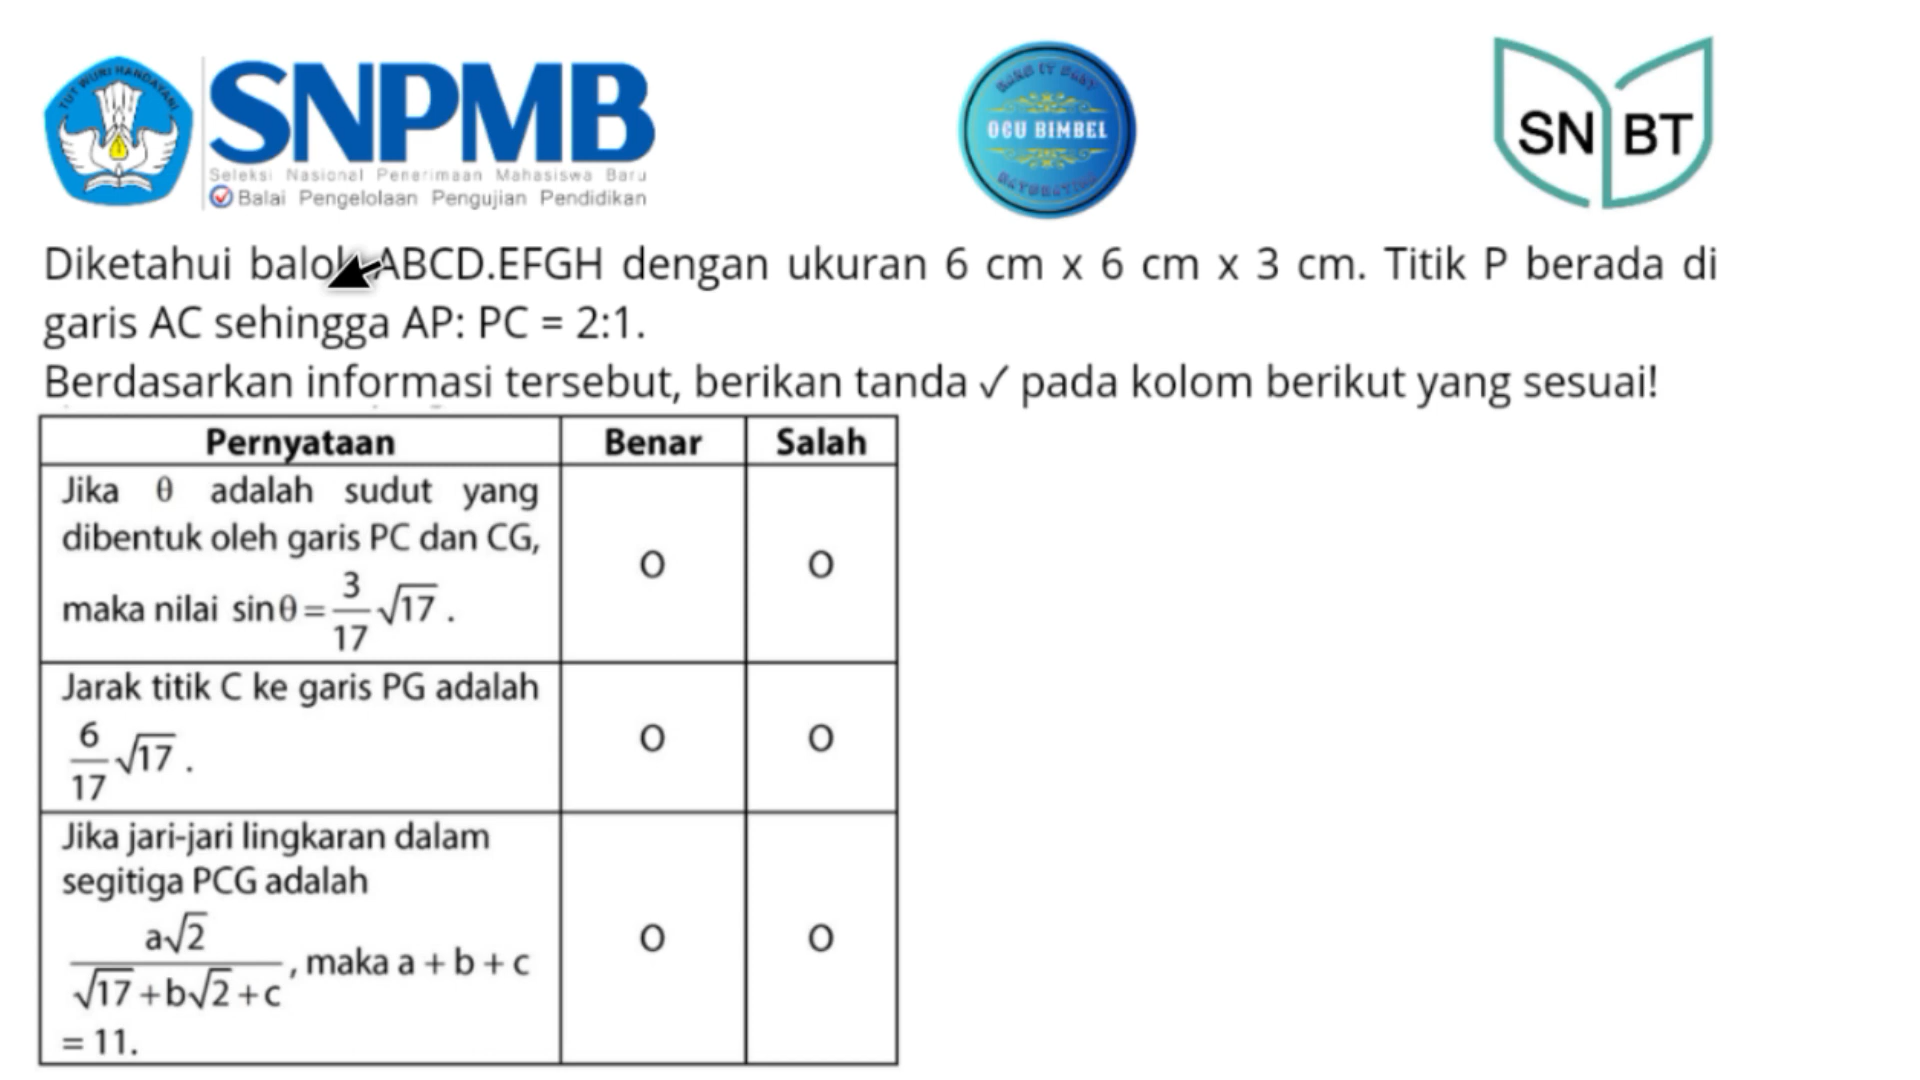 TUT WURI HANDAYANI
SNPMB
Seleksi Nasional Penerimaan Mahasiswa Baru
Balai Pengelolaan Pengujian Pendidikan
OCU BIMBEL
SN BT
Diketahui balok ABCD.EFGH dengan ukuran 6 cm x 6 cm x 3 cm. Titik P berada di
garis AC sehingga AP: PC = 2:1.
Berdasarkan informasi tersebut, berikan tanda ✓ pada kolom berikut yang sesuai!
Pernyataan Benar Salah
Jika θ adalah sudut yang
dibentuk oleh garis PC dan CG,
maka nilai sinθ = 3/17 √17 .
O O
Jarak titik C ke garis PG adalah
6/17 √17 .
O O
Jika jari-jari lingkaran dalam
segitiga PCG adalah
a√2 / (√17 + b√2 + c) , maka a + b + c
= 11.
O O